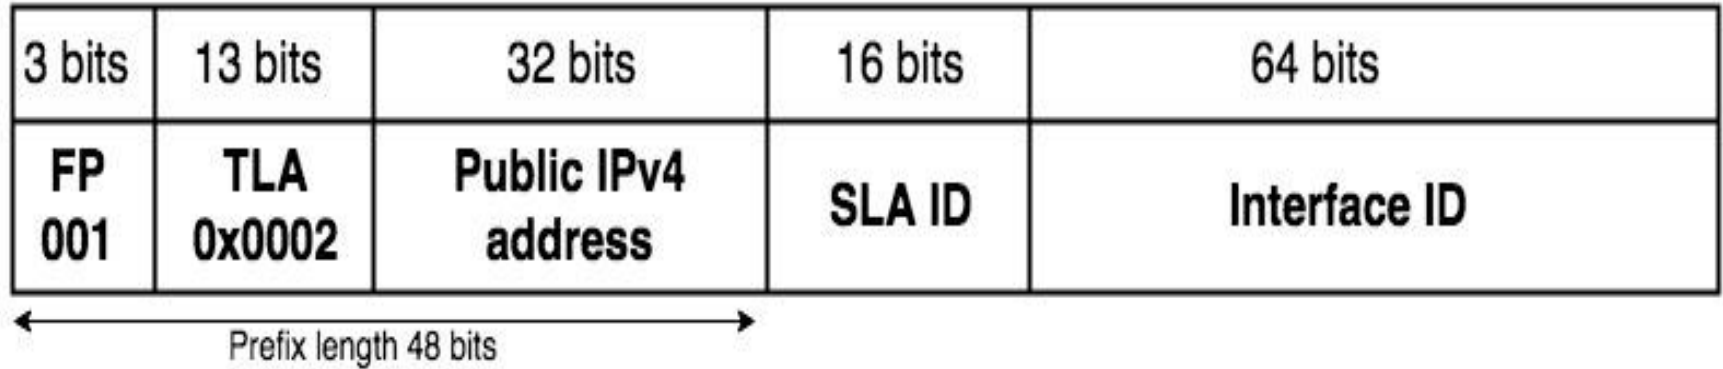 3 bits 13 bits 32 bits 16 bits 64 bits
FP
001
TLA
0x0002
Public IPv4
address
SLA ID
Interface ID
Prefix length 48 bits